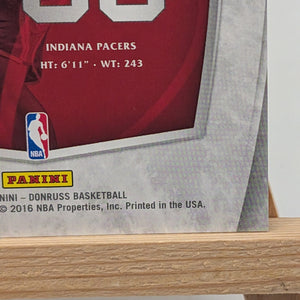 INDIANA PACERS
HT: 6'11" • WT: 243
NBA
PANINI
NINI – DONRUSS BASKETBALL
© 2016 NBA Properties, Inc. Printed in the USA.